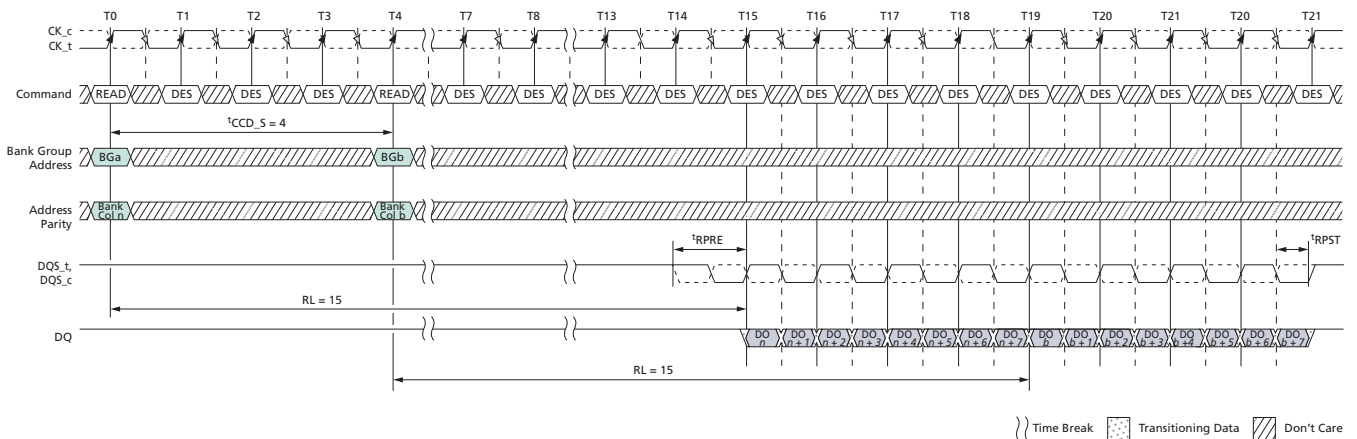 T0 T1 T2 T3 T4 T7 T8 T13 T14 T15 T16 T17 T18 T19 T20 T21 T20 T21
CK_c
CK_t
Command READ DES DES DES READ DES DES DES DES DES DES DES DES DES DES DES DES DES
tCCD_S = 4
Bank Group
Address
BGa BGb
Address
Parity
Bank
Col n
Bank
Col b
tRPRE
tRPST
DQS_t,
DQS_c
RL = 15
DQ
DO
n
DO
n + 1
DO
n + 2
DO
n + 3
DO
n + 4
DO
n + 5
DO
n + 6
DO
n + 7
DO
b
DO
b + 1
DO
b + 2
DO
b + 3
DO
b + 4
DO
b + 5
DO
b + 6
DO
b + 7
RL = 15
Time Break Transitioning Data Don't Care